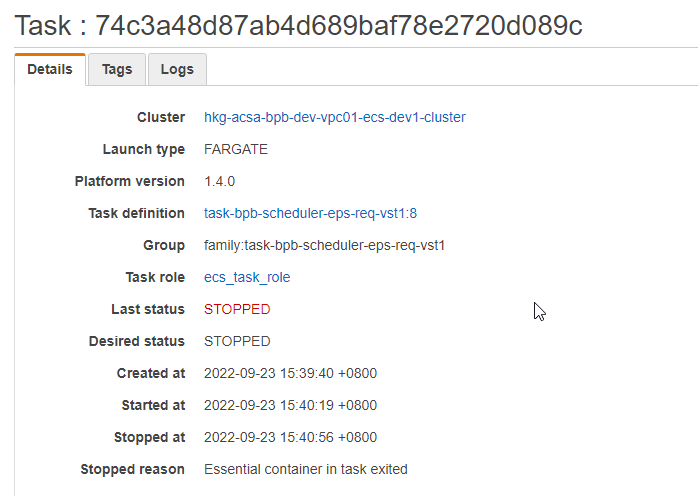 Task : 74c3a48d87ab4d689baf78e2720d089c
Details Tags Logs
Cluster hkg-acsa-bpb-dev-vpc01-ecs-dev1-cluster
Launch type FARGATE
Platform version 1.4.0
Task definition task-bpb-scheduler-eps-req-vst1:8
Group family:task-bpb-scheduler-eps-req-vst1
Task role ecs_task_role
Last status STOPPED
Desired status STOPPED
Created at 2022-09-23 15:39:40 +0800
Started at 2022-09-23 15:40:19 +0800
Stopped at 2022-09-23 15:40:56 +0800
Stopped reason Essential container in task exited